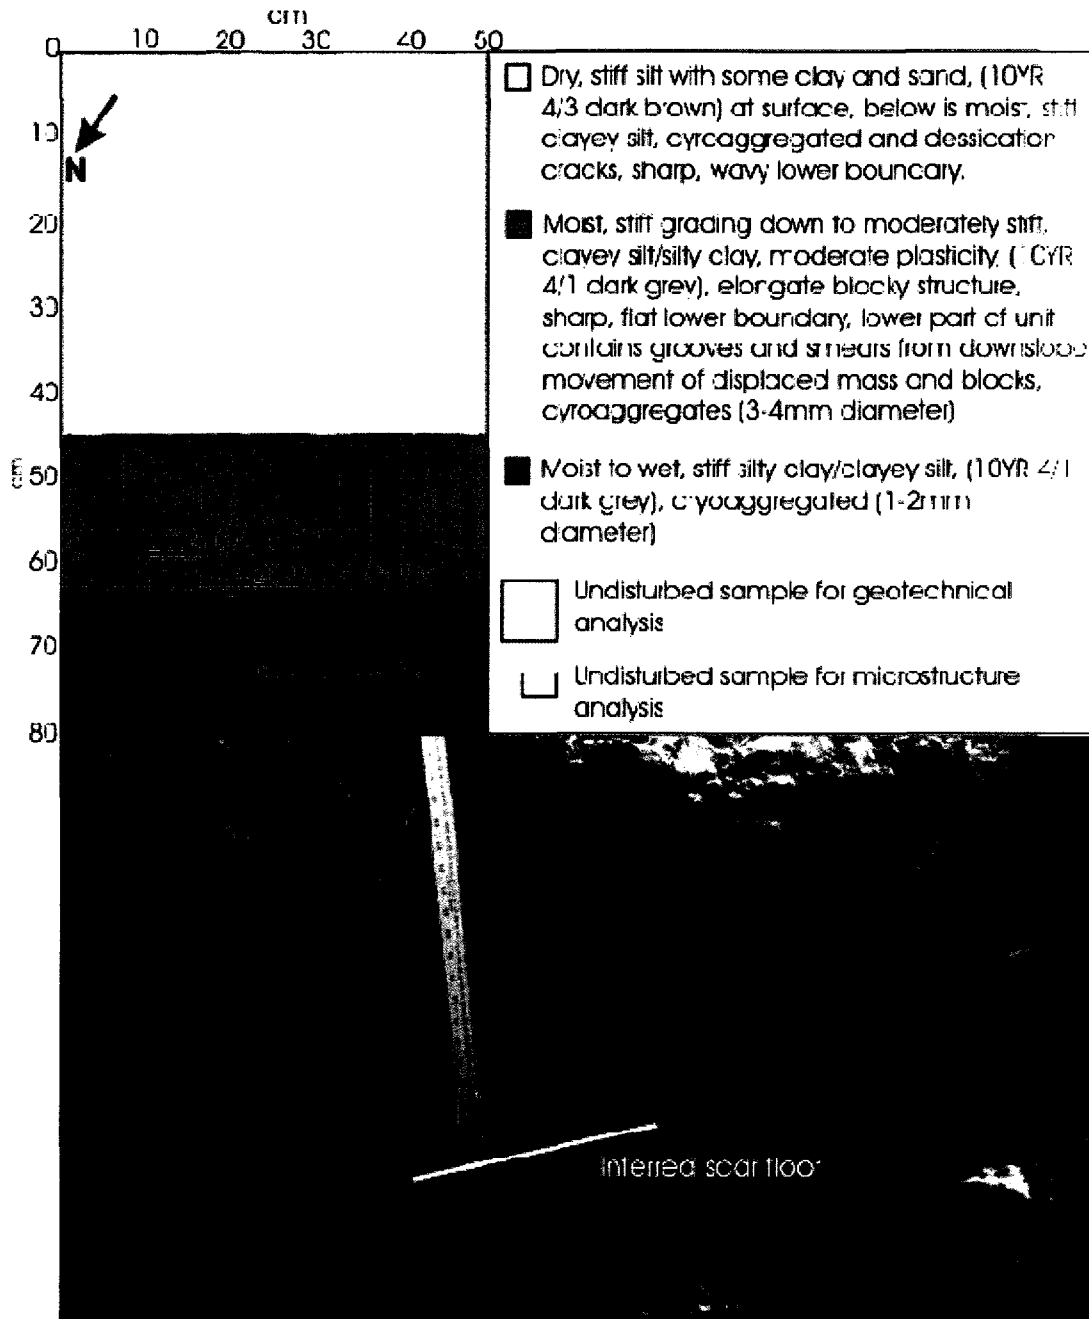 cm
0 10 20 30 40 50
10
N
20
30
40
cm
50
60
70
80
Dry, stiff silt with some clay and sand, (10YR
4/3 dark brown) at surface, below is moist, stiff
clayey silt, cyroaggregated and dessication
cracks, sharp, wavy lower boundary.
Moist, stiff grading down to moderately stiff,
clayey silt/silty clay, moderate plasticity, (10YR
4/1 dark grey), elongate blocky structure,
sharp, flat lower boundary, lower part of unit
contains grooves and smears from downslope
movement of displaced mass and blocks,
cyroaggregates (3-4mm diameter)
Moist to wet, stiff silty clay/clayey silt, (10YR 4/1
dark grey), cryoaggregated (1-2mm
diameter)
Undisturbed sample for geotechnical
analysis
Undisturbed sample for microstructure
analysis
Inferred scar floor